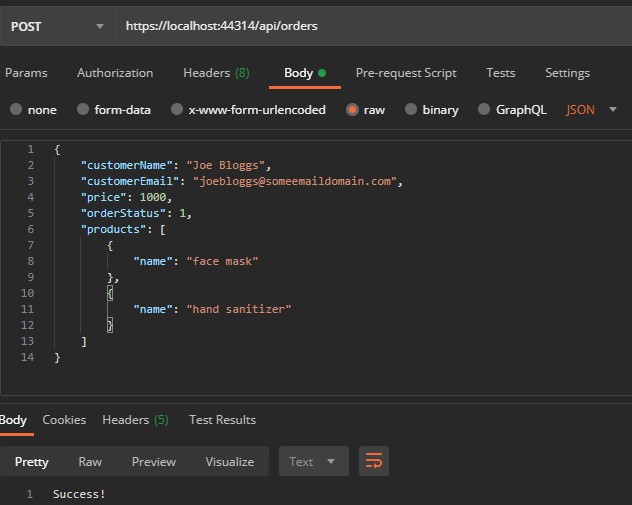 POST https://localhost:44314/api/orders
Params Authorization Headers (8) Body Pre-request Script Tests Settings
none form-data x-www-form-urlencoded raw binary GraphQL JSON
1 {
2 "customerName": "Joe Bloggs",
3 "customerEmail": "joebloggs@someemaildomain.com",
4 "price": 1000,
5 "orderStatus": 1,
6 "products": [
7 {
8 "name": "face mask"
9 },
10 {
11 "name": "hand sanitizer"
12 }
13 ]
14 }
Body Cookies Headers (5) Test Results
Pretty Raw Preview Visualize Text
1 Success!